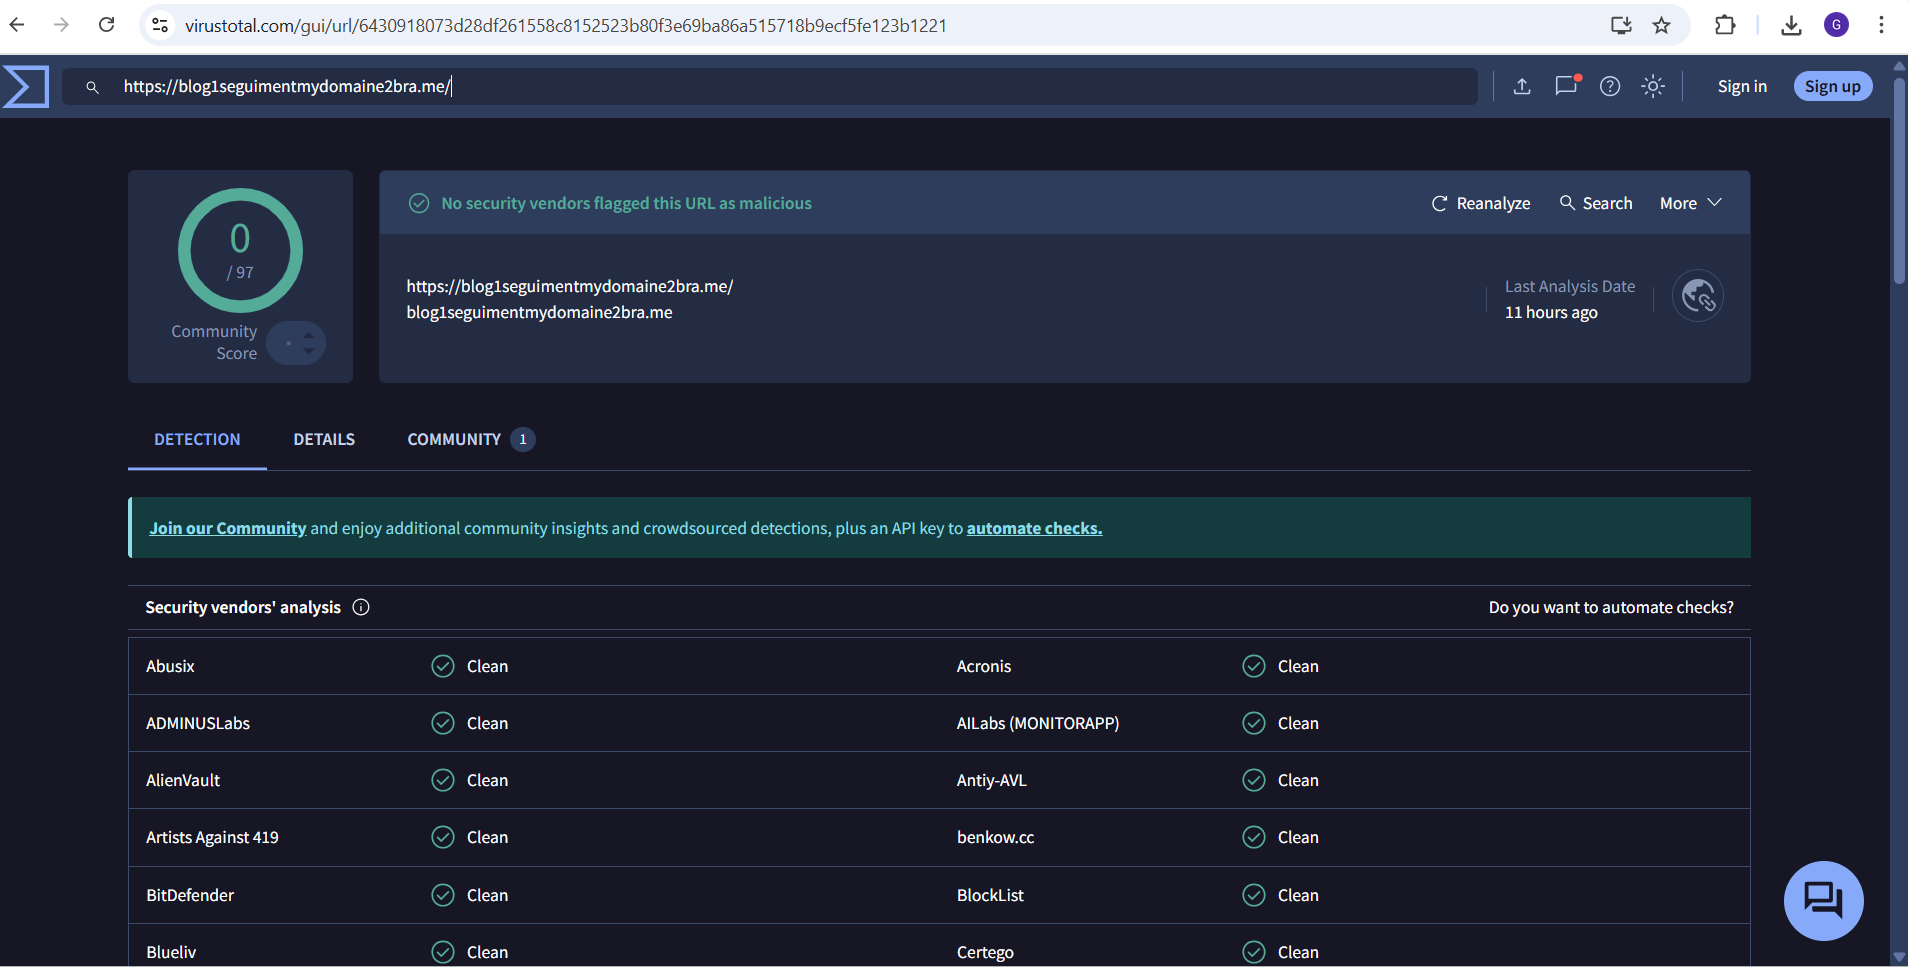 virustotal.com/gui/url/6430918073d28df261558c8152523b80f3e69ba86a515718b9ecf5fe123b1221
G
https://blog1seguimentmydomaine2bra.me/
Sign in
Sign up
0
/ 97
Community
Score
No security vendors flagged this URL as malicious
Reanalyze
Search
More
https://blog1seguimentmydomaine2bra.me/
blog1seguimentmydomaine2bra.me
Last Analysis Date
11 hours ago
DETECTION
DETAILS
COMMUNITY 1
Join our Community and enjoy additional community insights and crowdsourced detections, plus an API key to automate checks.
Security vendors' analysis
Do you want to automate checks?
Abusix Clean Acronis Clean
ADMINUSLabs Clean AILabs (MONITORAPP) Clean
AlienVault Clean Antiy-AVL Clean
Artists Against 419 Clean benkow.cc Clean
BitDefender Clean BlockList Clean
Blueliv Clean Certego Clean